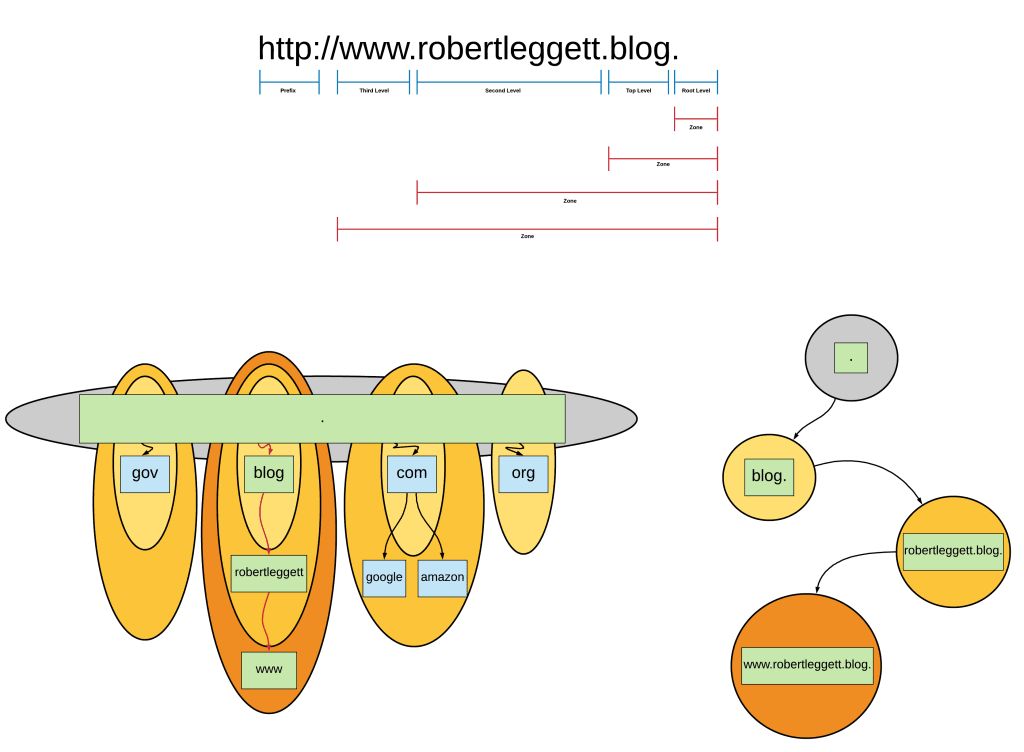 http://www.robertleggett.blog.
Prefix
Third Level
Second Level
Top Level
Root Level
Zone
Zone
Zone
Zone
.
gov
blog
com
org
robertleggett
google
amazon
www
.
blog.
robertleggett.blog.
www.robertleggett.blog.